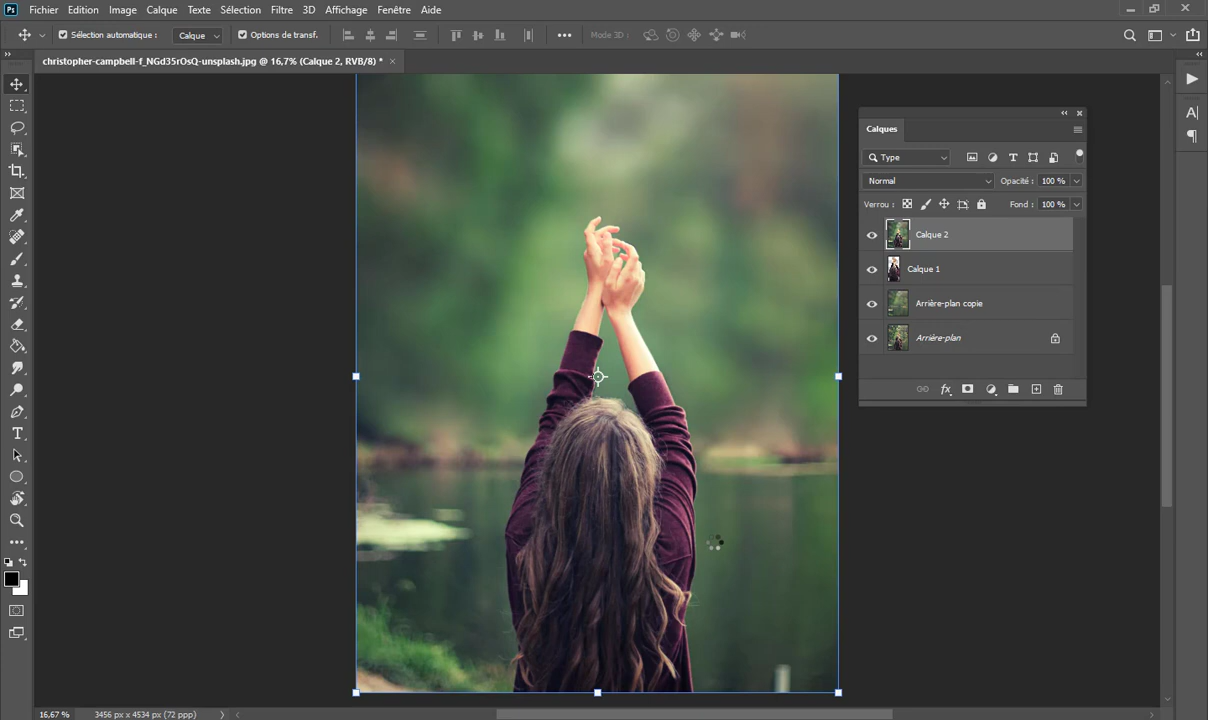 Ps Fichier Edition Image Calque Texte Sélection Filtre 3D Affichage Fenêtre Aide
Sélection automatique : Calque Options de transf. Mode 3D :
christopher-campbell-f_NGd35rOsQ-unsplash.jpg @ 16,7% (Calque 2, RVB/8) *
Calques
Type
Normal Opacité : 100 %
Verrou : Fond : 100 %
Calque 2
Calque 1
Arrière-plan copie
Arrière-plan
fx
16,67 % 3456 px x 4534 px (72 ppp)